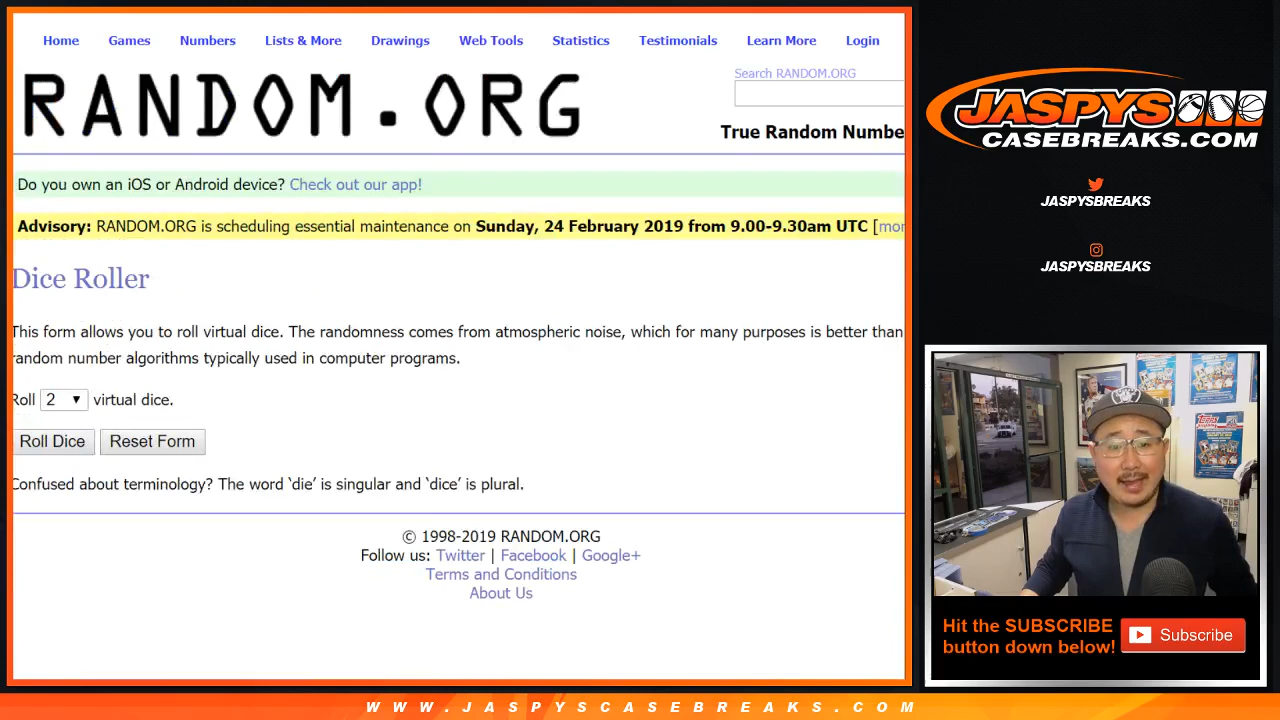 Home Games Numbers Lists & More Drawings Web Tools Statistics Testimonials Learn More Login
RANDOM.ORG
Search RANDOM.ORG
True Random Numbe
Do you own an iOS or Android device? Check out our app!
Advisory: RANDOM.ORG is scheduling essential maintenance on Sunday, 24 February 2019 from 9.00-9.30am UTC [mor
Dice Roller
This form allows you to roll virtual dice. The randomness comes from atmospheric noise, which for many purposes is better than
random number algorithms typically used in computer programs.
Roll 2 ▼ virtual dice.
Roll Dice Reset Form
Confused about terminology? The word ‘die’ is singular and ‘dice’ is plural.
© 1998-2019 RANDOM.ORG
Follow us: Twitter | Facebook | Google+
Terms and Conditions
About Us
JASPYS
CASEBREAKS.COM
JASPYSBREAKS
JASPYSBREAKS
Topps
Hit the SUBSCRIBE
button down below!
Subscribe
WWW.JASPYSCASEBREAKS.COM